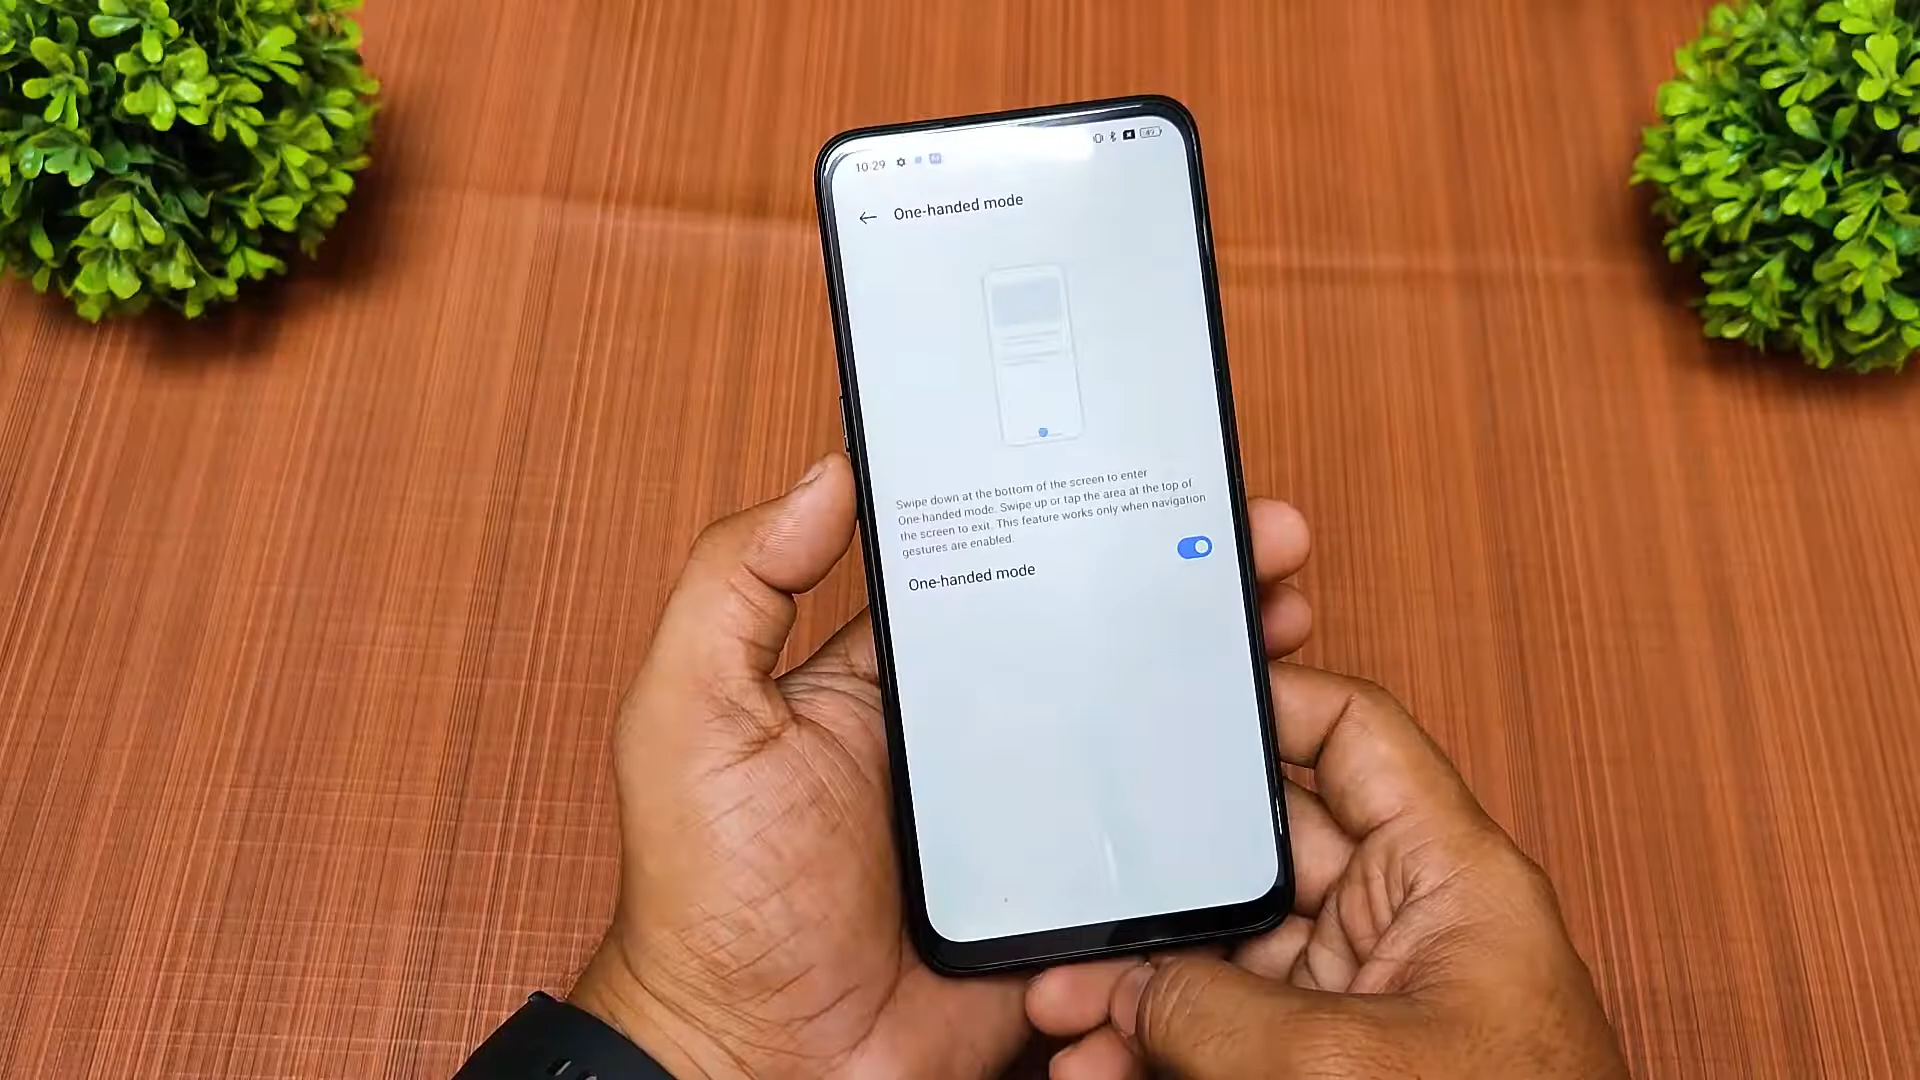 10:29
One-handed mode
Swipe down at the bottom of the screen to enter
One-handed mode. Swipe up or tap the area at the top of
the screen to exit. This feature works only when navigation
gestures are enabled.
One-handed mode